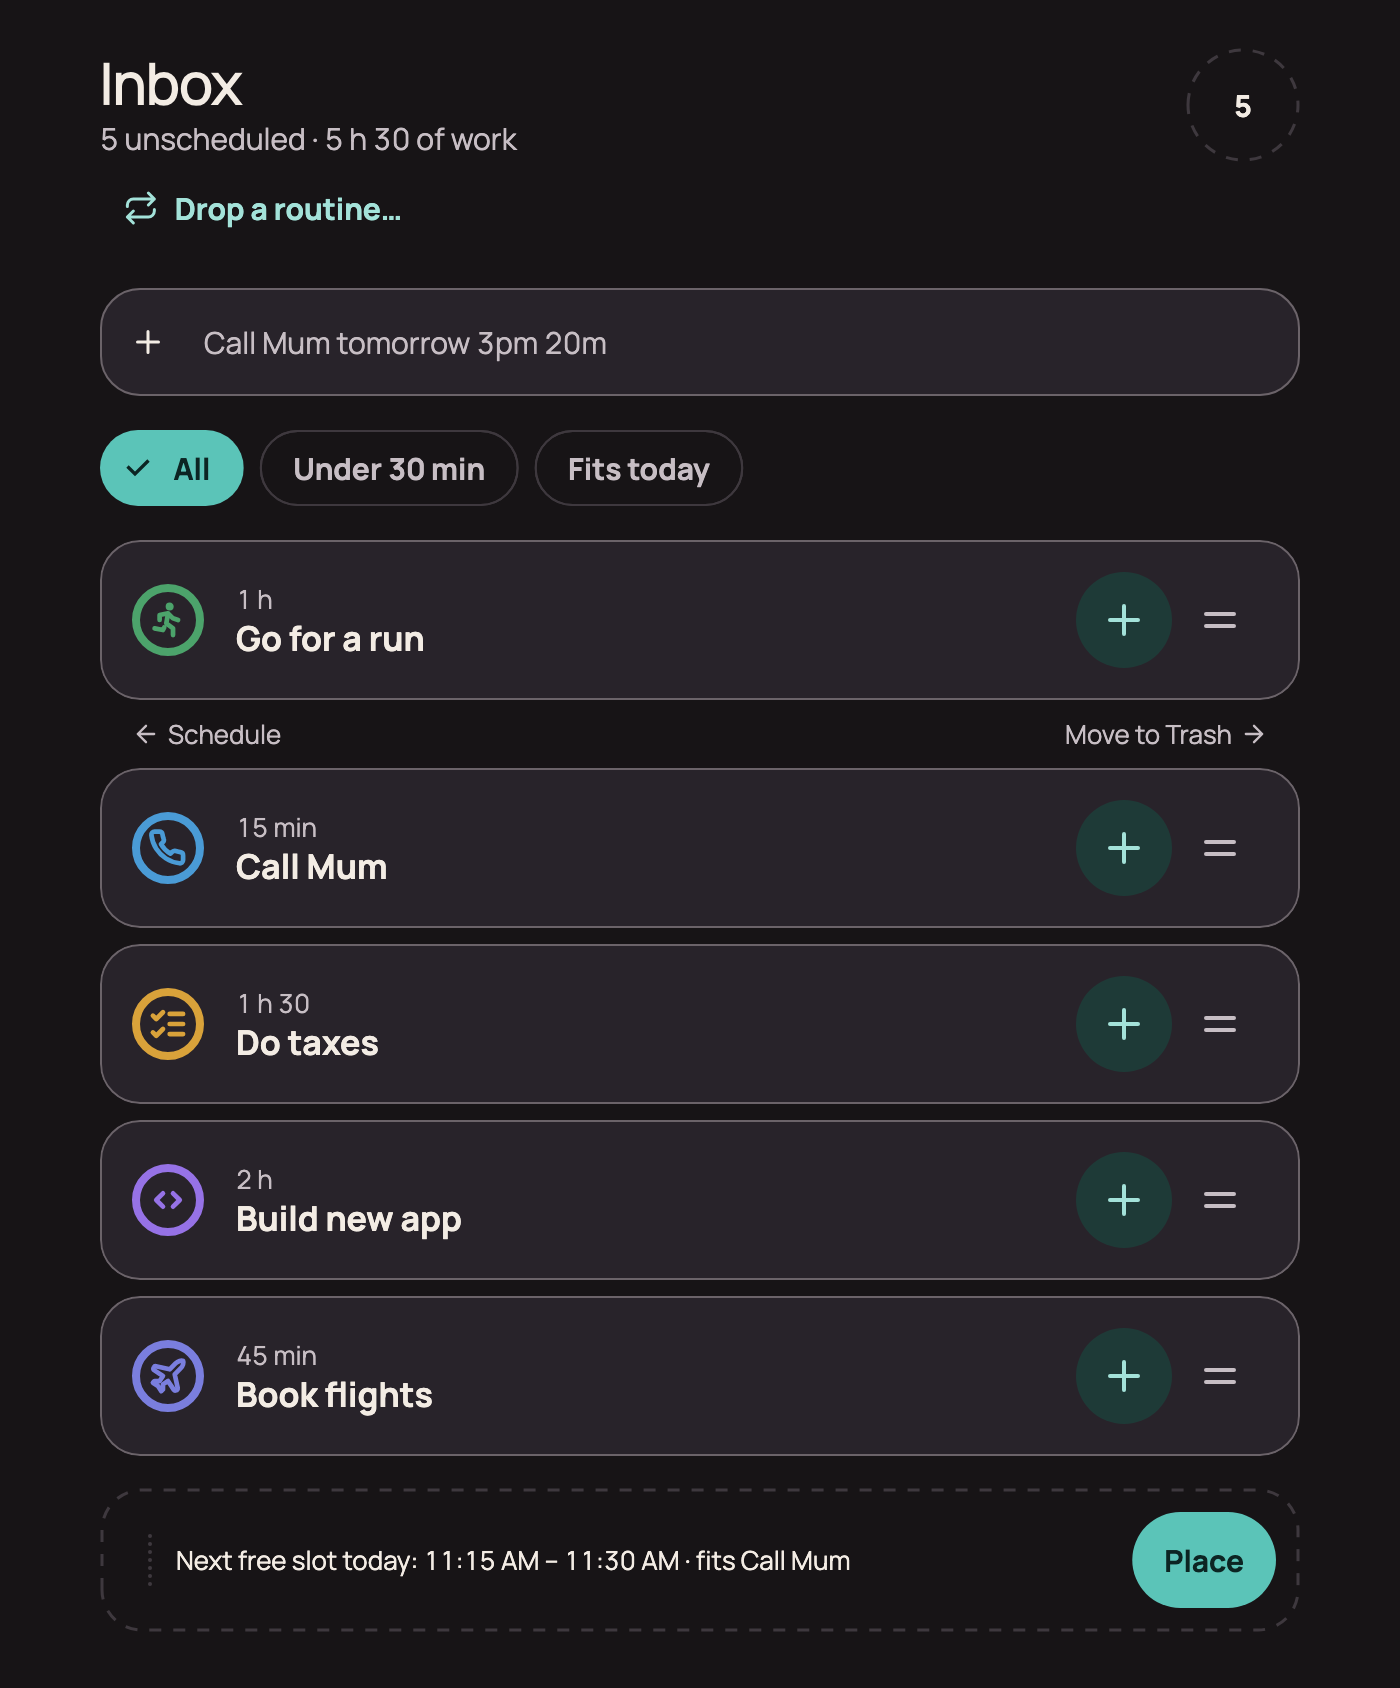 Inbox
5 unscheduled · 5 h 30 of work
5
Drop a routine...
Call Mum tomorrow 3pm 20m
All
Under 30 min
Fits today
1 h
Go for a run
← Schedule
Move to Trash →
15 min
Call Mum
1 h 30
Do taxes
2 h
Build new app
45 min
Book flights
Next free slot today: 11:15 AM – 11:30 AM · fits Call Mum
Place